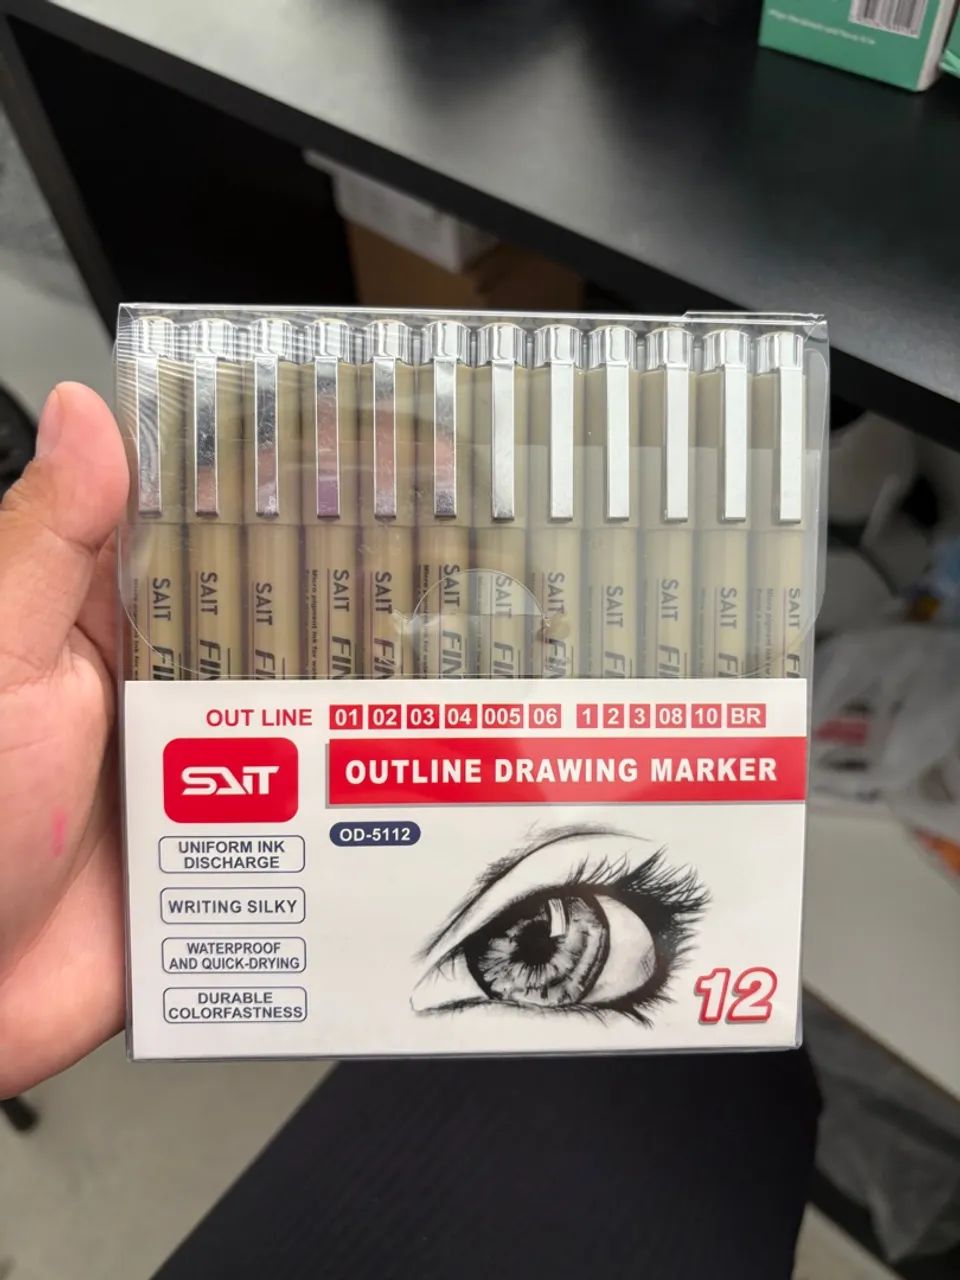 SAIT SAIT SAIT SAIT SAIT SAIT SAIT SAIT SAIT SAIT SAIT SAIT
OUT LINE 01 02 03 04 005 06 1 2 3 08 10 BR
SAIT
OUTLINE DRAWING MARKER
OD-5112
UNIFORM INK
DISCHARGE
WRITING SILKY
WATERPROOF
AND QUICK-DRYING
DURABLE
COLORFASTNESS
12